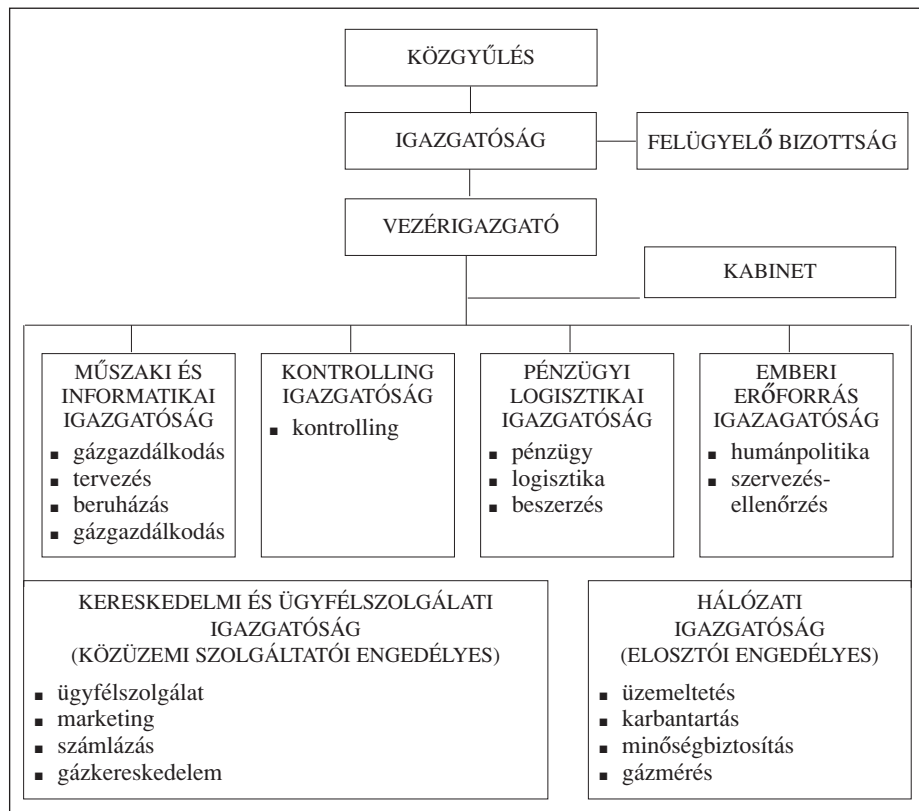 KÖZGYŰLÉS
IGAZGATÓSÁG
FELÜGYELŐ BIZOTTSÁG
VEZÉRIGAZGATÓ
KABINET
MŰSZAKI ÉS
INFORMATIKAI
IGAZGATÓSÁG
▪ gázgazdálkodás
▪ tervezés
▪ beruházás
▪ gázgazdálkodás
KONTROLLING
IGAZGATÓSÁG
▪ kontrolling
PÉNZÜGYI
LOGISZTIKAI
IGAZGATÓSÁG
▪ pénzügy
▪ logisztika
▪ beszerzés
EMBERI
ERŐFORRÁS
IGAZAGATÓSÁG
▪ humánpolitika
▪ szervezés-
ellenőrzés
KERESKEDELMI ÉS ÜGYFÉLSZOLGÁLATI
IGAZGATÓSÁG
(KÖZÜZEMI SZOLGÁLTATÓI ENGEDÉLYES)
▪ ügyfélszolgálat
▪ marketing
▪ számlázás
▪ gázkereskedelem
HÁLÓZATI
IGAZGATÓSÁG
(ELOSZTÓI ENGEDÉLYES)
▪ üzemeltetés
▪ karbantartás
▪ minőségbiztosítás
▪ gázmérés